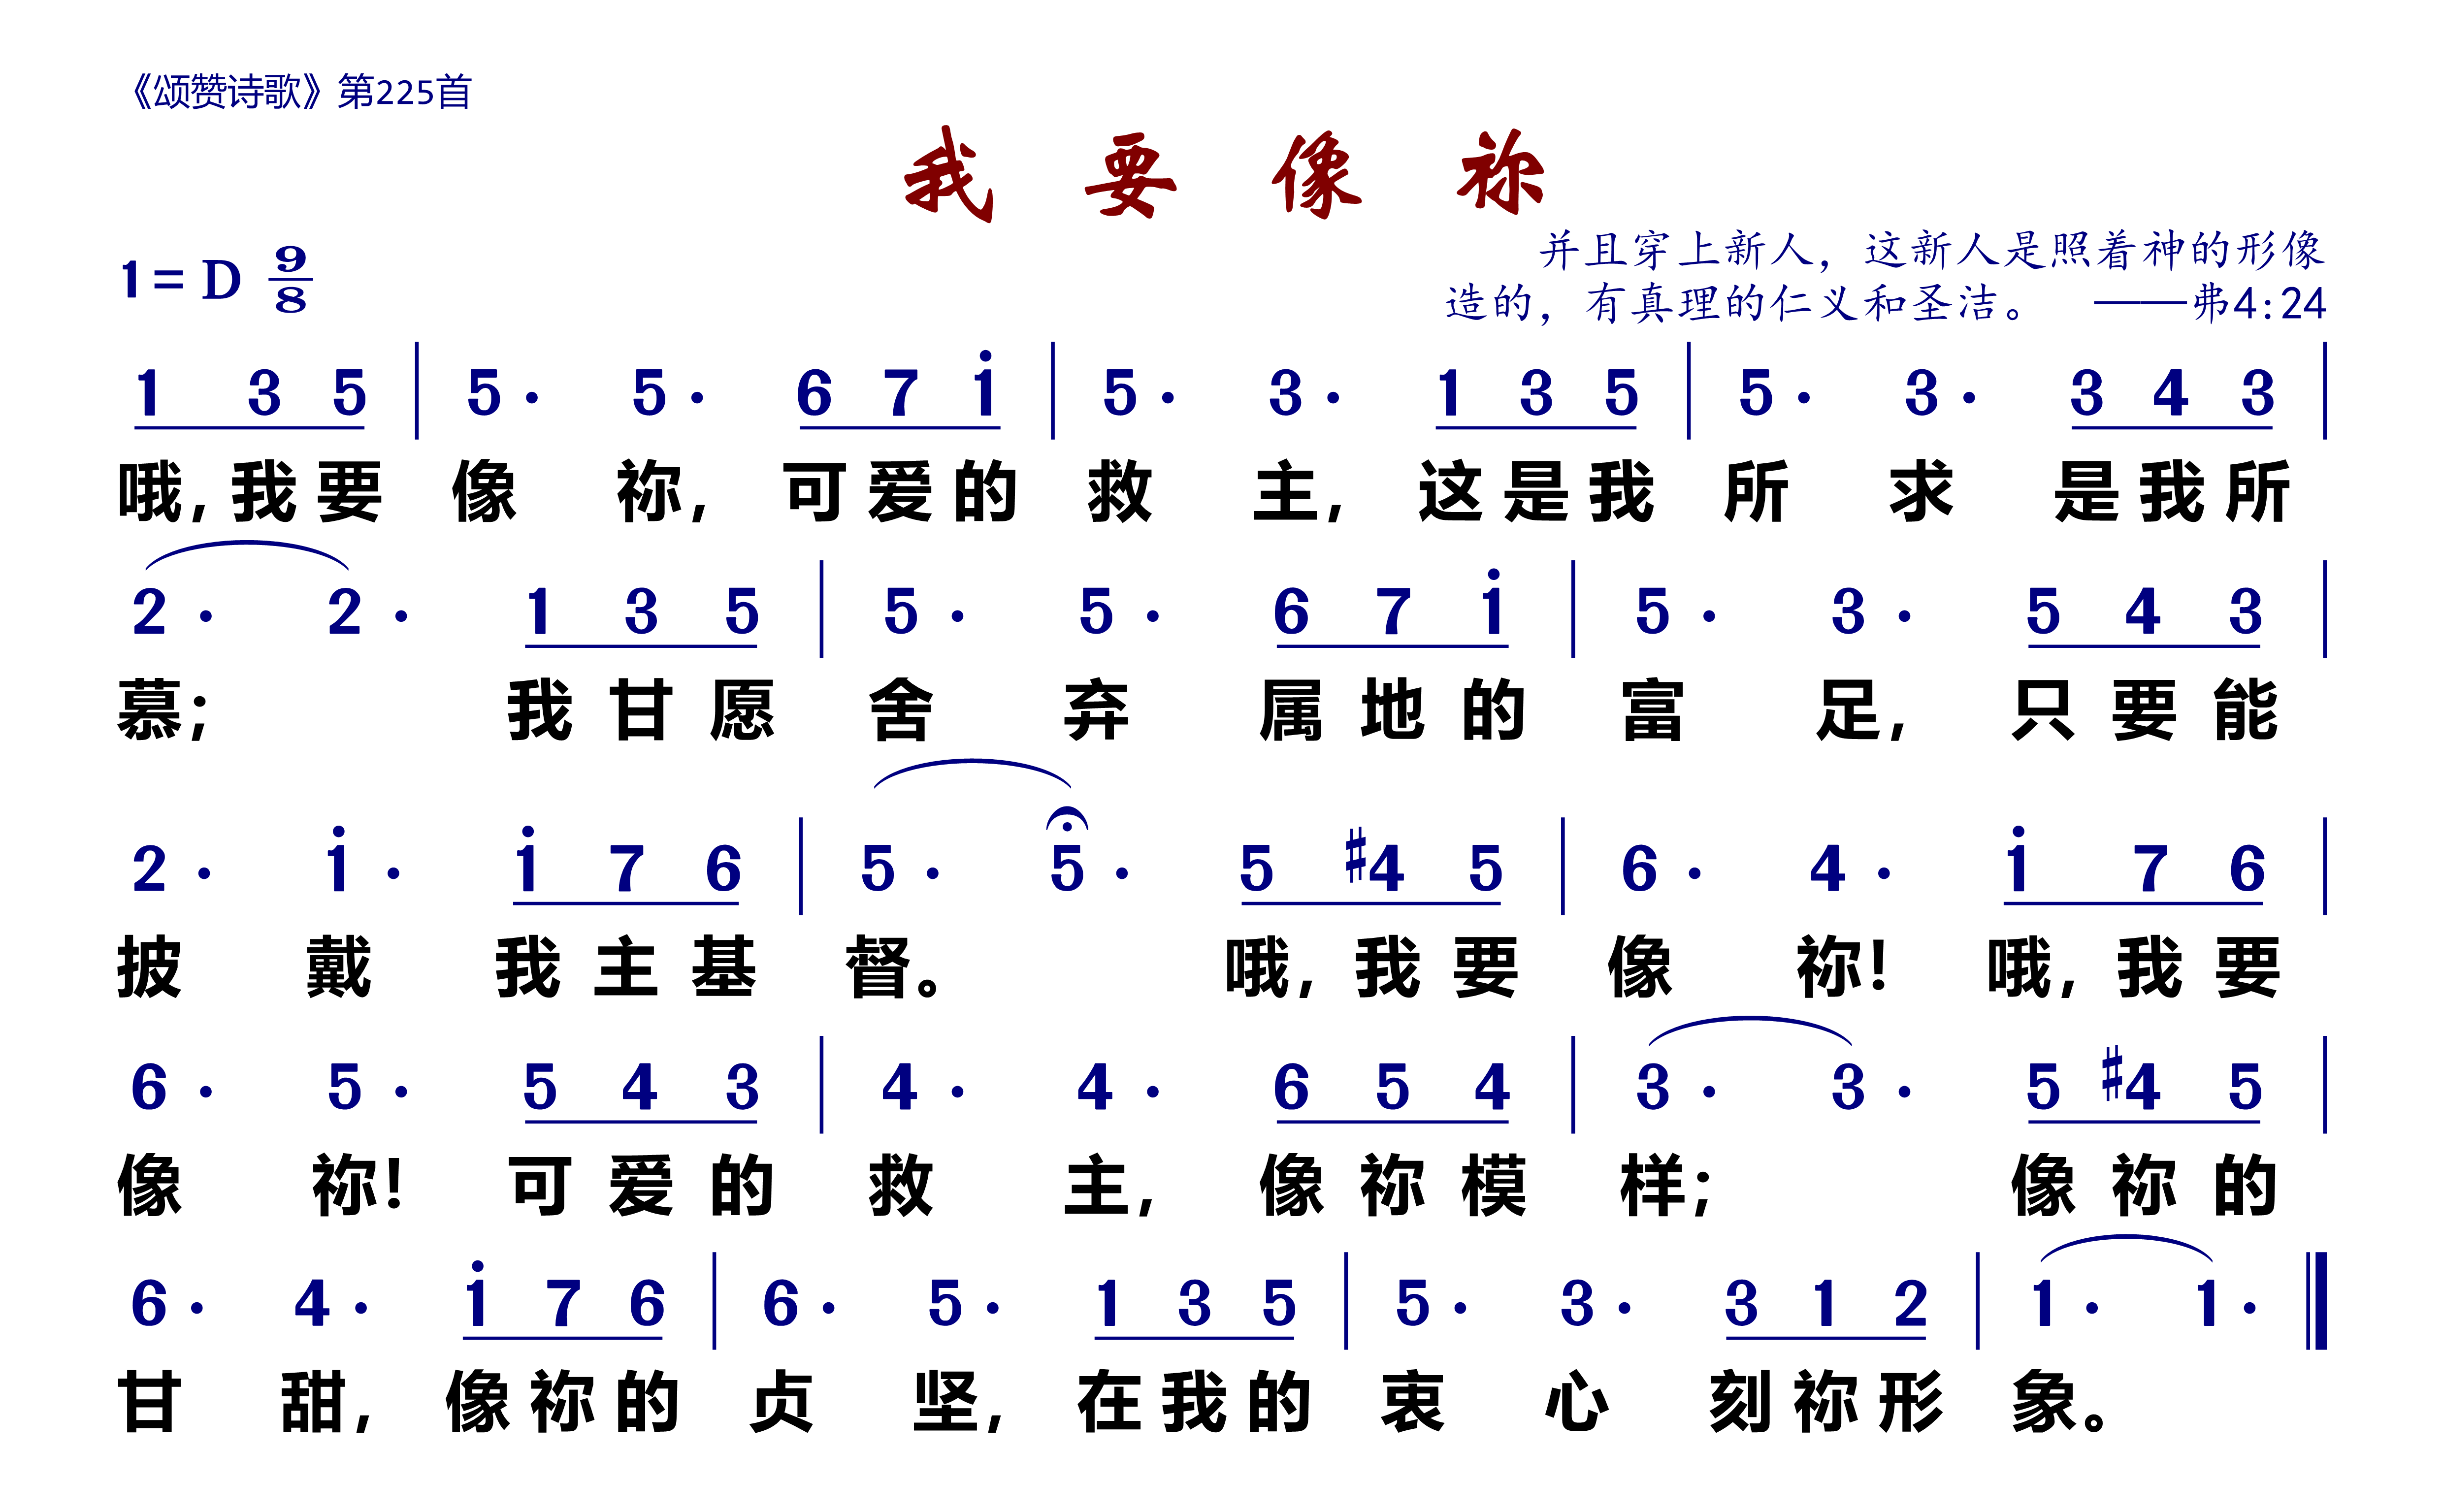 《颂赞诗歌》第225首
我 要 像 祢
并且穿上新人，这新人是照着神的形像
1= D 9/8
造的，有真理的仁义和圣洁。 ——弗4:24
1 3 5 | 5 · 5 · 6 7 i | 5 · 3 · 1 3 5 | 5 · 3 · 3 4 3 |
哦,我要 像 祢, 可爱的 救 主, 这是我 所 求 是我所
2 · 2 · 1 3 5 | 5 · 5 · 6 7 i | 5 · 3 · 5 4 3 |
慕; 我甘愿 舍 弃 属地的 富 足, 只要能
2 · i · i 7 6 | 5 · 5 · 5 #4 5 | 6 · 4 · i 7 6 |
披 戴 我主基 督。 哦,我要 像 祢! 哦,我要
6 · 5 · 5 4 3 | 4 · 4 · 6 5 4 | 3 · 3 · 5 #4 5 |
像 祢! 可爱的 救 主, 像祢模 样; 像祢的
6 · 4 · i 7 6 | 6 · 5 · 1 3 5 | 5 · 3 · 3 1 2 | 1 · 1 · ‖
甘 甜, 像祢的 贞 坚, 在我的 衷 心 刻祢形 象。